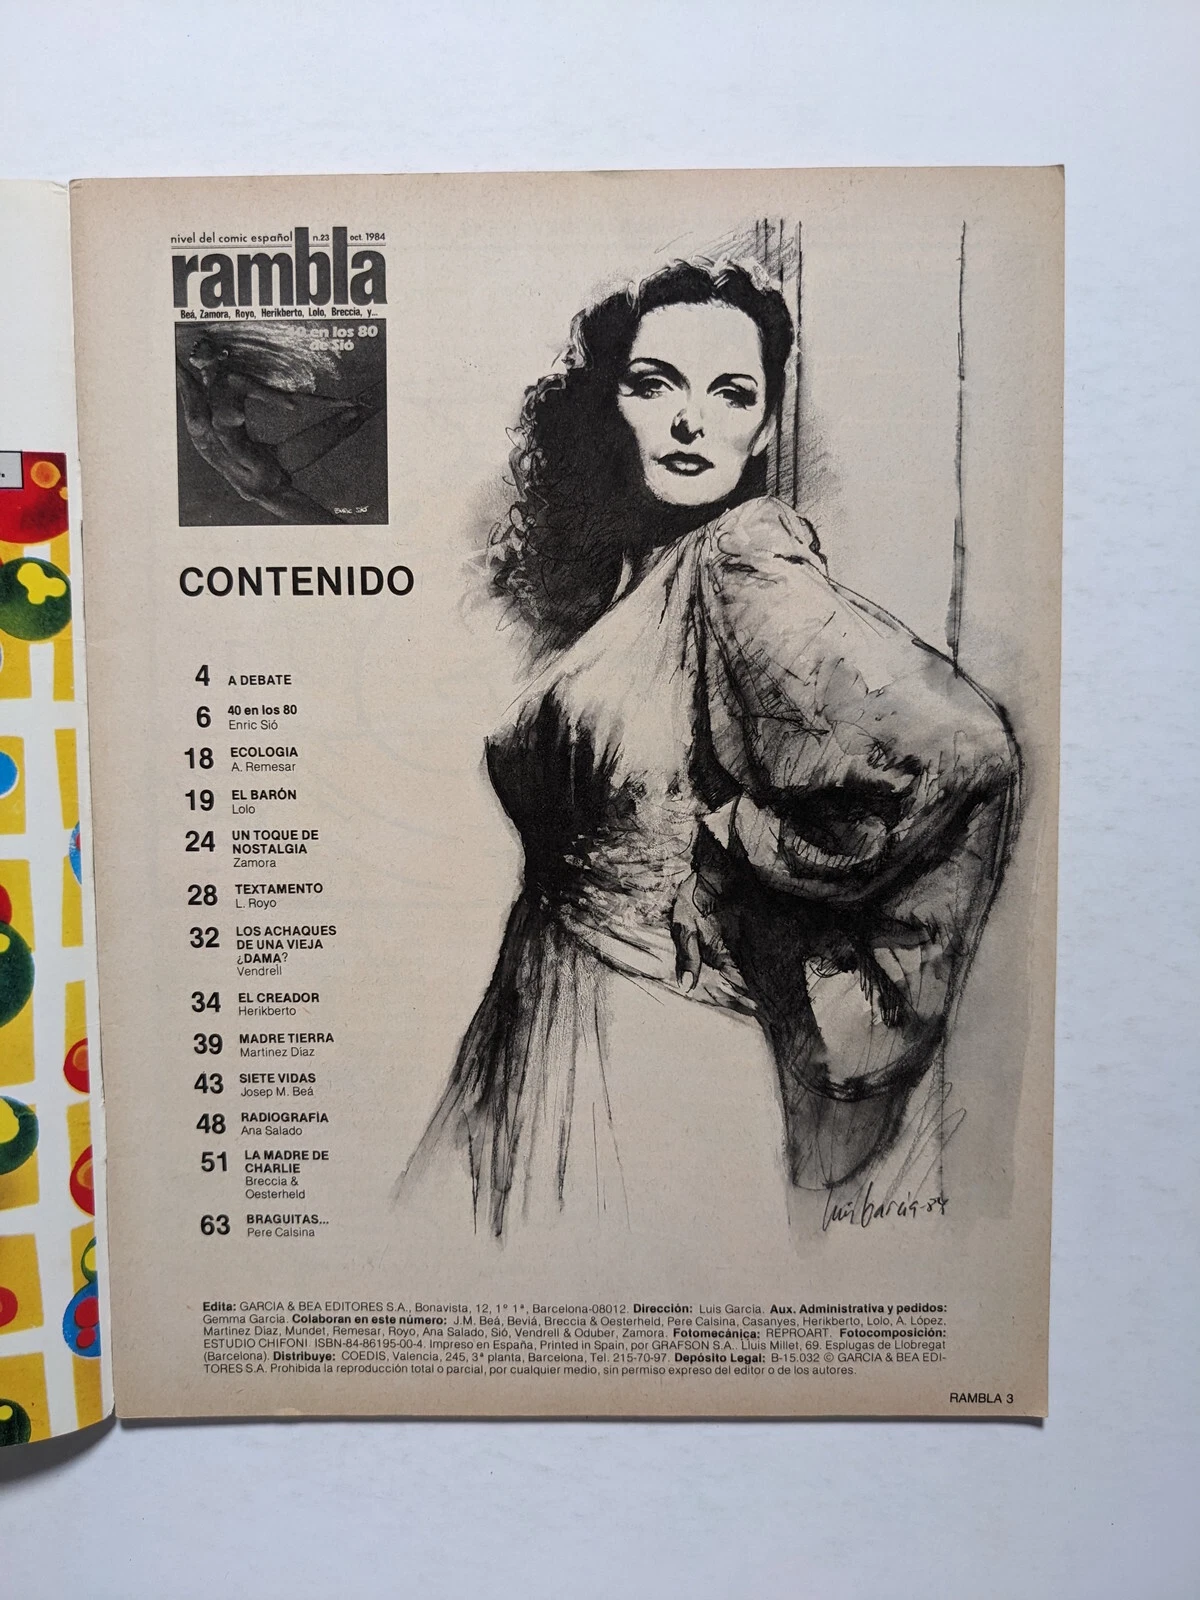 nivel del comic español n.23 oct. 1984
rambla
Beá, Zamora, Royo, Herikberto, Lolo, Breccia, y...
40 en los 80
de Sió
ENRIC SIÓ
CONTENIDO
4 A DEBATE
6 40 en los 80
Enric Sió
18 ECOLOGIA
A. Remesar
19 EL BARÓN
Lolo
24 UN TOQUE DE
NOSTALGIA
Zamora
28 TEXTAMENTO
L. Royo
32 LOS ACHAQUES
DE UNA VIEJA
¿DAMA?
Vendrell
34 EL CREADOR
Herikberto
39 MADRE TIERRA
Martinez Diaz
43 SIETE VIDAS
Josep M. Beá
48 RADIOGRAFÍA
Ana Salado
51 LA MADRE DE
CHARLIE
Breccia &
Oesterheld
63 BRAGUITAS...
Pere Calsina
Luis Garcia-84
Edita: GARCIA & BEA EDITORES S.A., Bonavista, 12, 1º 1ª, Barcelona-08012. Dirección: Luis Garcia. Aux. Administrativa y pedidos:
Gemma Garcia. Colaboran en este número: J.M. Beá, Beviá, Breccia & Oesterheld, Pere Calsina, Casanyes, Herikberto, Lolo, A. López,
Martinez Diaz, Mundet, Remesar, Royo, Ana Salado, Sió, Vendrell & Oduber, Zamora. Fotomecánica: REPROART. Fotocomposición:
ESTUDIO CHIFONI. ISBN-84-86195-00-4. Impreso en España, Printed in Spain, por GRAFSON S.A.. Lluis Millet, 69. Esplugas de Llobregat
(Barcelona). Distribuye: COEDIS, Valencia, 245, 3ª planta, Barcelona, Tel. 215-70-97. Depósito Legal: B-15.032 © GARCIA & BEA EDI-
TORES S.A. Prohibida la reproducción total o parcial, por cualquier medio, sin permiso expreso del editor o de los autores.
RAMBLA 3